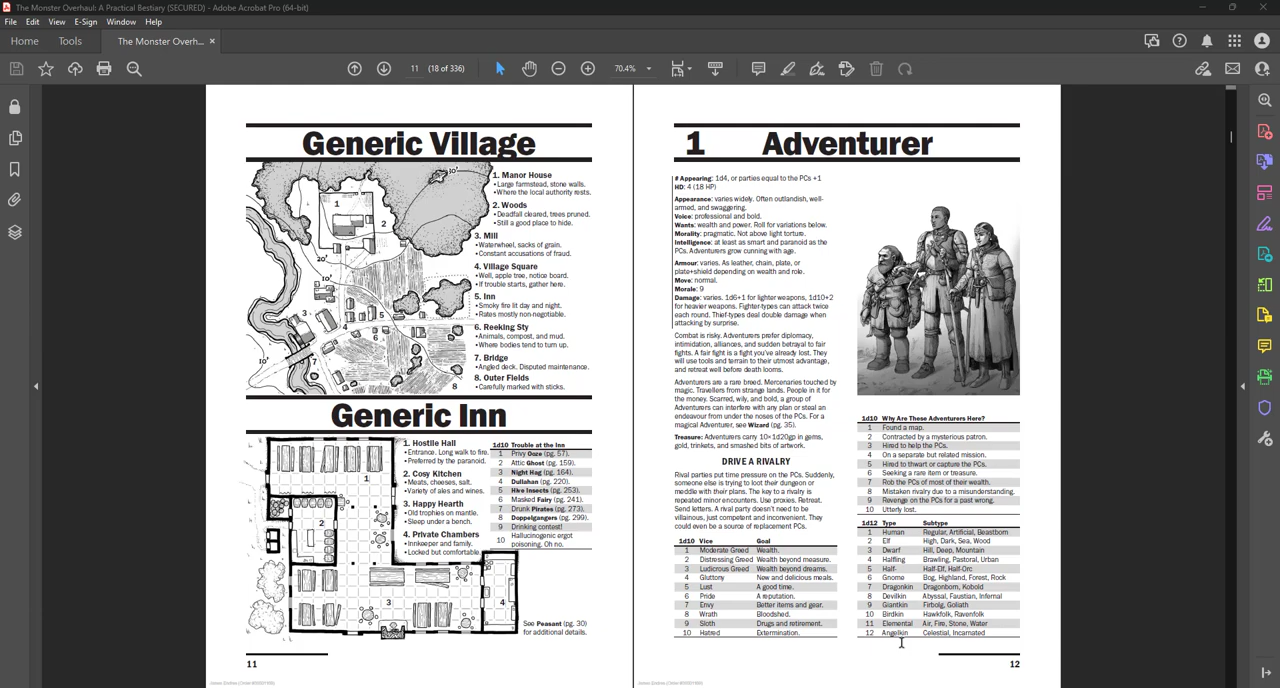 The Monster Overhaul: A Practical Bestiary (SECURED) - Adobe Acrobat Pro (64-bit)
File Edit View E-Sign Window Help
Home Tools The Monster Overh... ×
11 (18 of 336) 70.4%
Generic Village
1. Manor House
•Large farmstead, stone walls.
•Where the local authority rests.
2. Woods
•Deadfall cleared, trees pruned.
•Still a good place to hide.
3. Mill
•Waterwheel, sacks of grain.
•Constant accusations of fraud.
4. Village Square
•Well, apple tree, notice board.
•If trouble starts, gather here.
5. Inn
•Smoky fire lit day and night.
•Rates mostly non-negotiable.
6. Reeking Sty
•Animals, compost, and mud.
•Where bodies tend to turn up.
7. Bridge
•Angled deck. Disputed maintenance.
8. Outer Fields
•Carefully marked with sticks.
1
2
3
4
5
6
7
8
10'
20'
10'
10'
Generic Inn
1. Hostile Hall
•Entrance. Long walk to fire.
•Preferred by the paranoid.
2. Cosy Kitchen
•Meats, cheeses, salt.
•Variety of ales and wines.
3. Happy Hearth
•Old trophies on mantle.
•Sleep under a bench.
4. Private Chambers
•Innkeeper and family.
•Locked but comfortable.
1d10 Trouble at the Inn
1 Privy Ooze (pg. 57).
2 Attic Ghost (pg. 159).
3 Night Hag (pg. 164).
4 Dullahan (pg. 220).
5 Hive Insects (pg. 253).
6 Masked Fairy (pg. 241).
7 Drunk Pirates (pg. 273).
8 Doppelgangers (pg. 299).
9 Drinking contest!
10 Hallucinogenic ergot
poisoning. Oh no.
1
2
3
4
See Peasant (pg. 30)
for additional details.
11
1 Adventurer
# Appearing: 1d4, or parties equal to the PCs +1
HD: 4 (18 HP)
Appearance: varies widely. Often outlandish, well-
armed, and swaggering.
Voice: professional and bold.
Wants: wealth and power. Roll for variations below.
Morality: pragmatic. Not above light torture.
Intelligence: at least as smart and paranoid as the
PCs. Adventurers grow cunning with age.
Armour: varies. As leather, chain, plate, or
plate+shield depending on wealth and role.
Move: normal.
Morale: 9
Damage: varies. 1d6+1 for lighter weapons, 1d10+2
for heavier weapons. Fighter-types can attack twice
each round. Thief-types deal double damage when
attacking by surprise.
Combat is risky. Adventurers prefer diplomacy,
intimidation, alliances, and sudden betrayal to fair
fights. A fair fight is a fight you've already lost. They
will use tools and terrain to their utmost advantage,
and retreat well before death looms.
Adventurers are a rare breed. Mercenaries touched by
magic. Travellers from strange lands. People in it for
the money. Scarred, wily, and bold, a group of
Adventurers can interfere with any plan or steal an
endeavour from under the noses of the PCs. For a
magical Adventurer, see Wizard (pg. 35).
Treasure: Adventurers carry 10×1d20gp in gems,
gold, trinkets, and smashed bits of artwork.
DRIVE A RIVALRY
Rival parties put time pressure on the PCs. Suddenly,
someone else is trying to loot their dungeon or
meddle with their plans. The key to a rivalry is
repeated minor encounters. Use proxies. Retreat.
Send letters. A rival party doesn't need to be
villainous, just competent and inconvenient. They
could even be a source of replacement PCs.
1d10 Vice Goal
1 Moderate Greed Wealth.
2 Distressing Greed Wealth beyond measure.
3 Ludicrous Greed Wealth beyond dreams.
4 Gluttony New and delicious meals.
5 Lust A good time.
6 Pride A reputation.
7 Envy Better items and gear.
8 Wrath Bloodshed.
9 Sloth Drugs and retirement.
10 Hatred Extermination.
1d10 Why Are These Adventurers Here?
1 Found a map.
2 Contracted by a mysterious patron.
3 Hired to help the PCs.
4 On a separate but related mission.
5 Hired to thwart or capture the PCs.
6 Seeking a rare item or treasure.
7 Rob the PCs of most of their wealth.
8 Mistaken rivalry due to a misunderstanding.
9 Revenge on the PCs for a past wrong.
10 Utterly lost.
1d12 Type Subtype
1 Human Regular, Artificial, Beastborn
2 Elf High, Dark, Sea, Wood
3 Dwarf Hill, Deep, Mountain
4 Halfling Brawling, Pastoral, Urban
5 Half- Half-Elf, Half-Orc
6 Gnome Bog, Highland, Forest, Rock
7 Dragonkin Dragonborn, Kobold
8 Devilkin Abyssal, Faustian, Infernal
9 Giantkin Firbolg, Goliath
10 Birdkin Hawkfolk, Ravenfolk
11 Elemental Air, Fire, Stone, Water
12 Angelkin Celestial, Incarnated
12